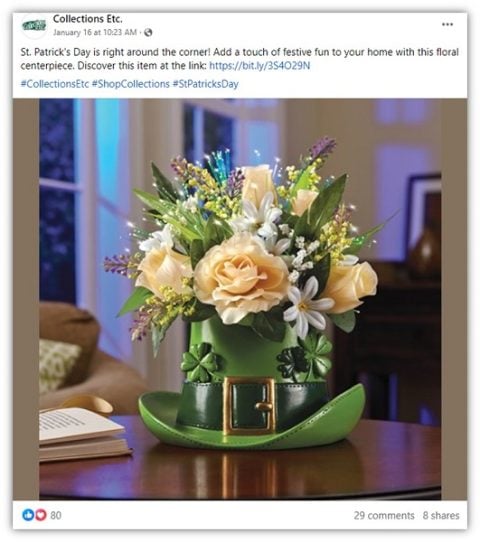 Collections Etc.
January 16 at 10:23 AM ·
St. Patrick's Day is right around the corner! Add a touch of festive fun to your home with this floral
centerpiece. Discover this item at the link: https://bit.ly/3S4O29N
#CollectionsEtc #ShopCollections #StPatricksDay
80
29 comments 8 shares